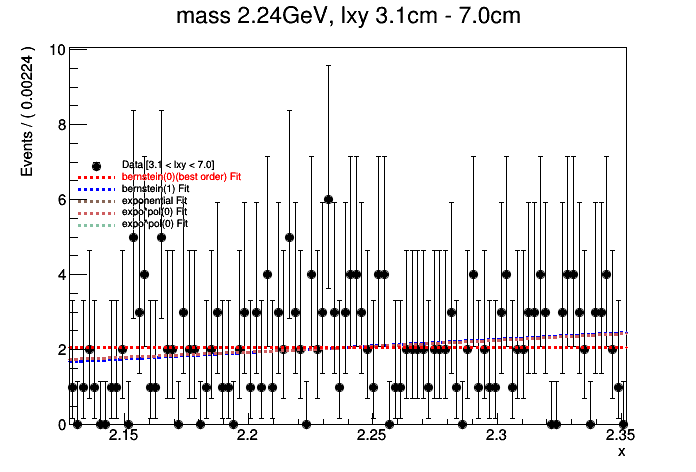 mass 2.24GeV, lxy 3.1cm - 7.0cm
Events / ( 0.00224 )
10
8
6
4
2
0
Data [3.1 < lxy < 7.0]
bernstein(0)(best order) Fit
bernstein(1) Fit
exponential Fit
expo*pol(0) Fit
expo*pol(0) Fit
2.15 2.2 2.25 2.3 2.35
x